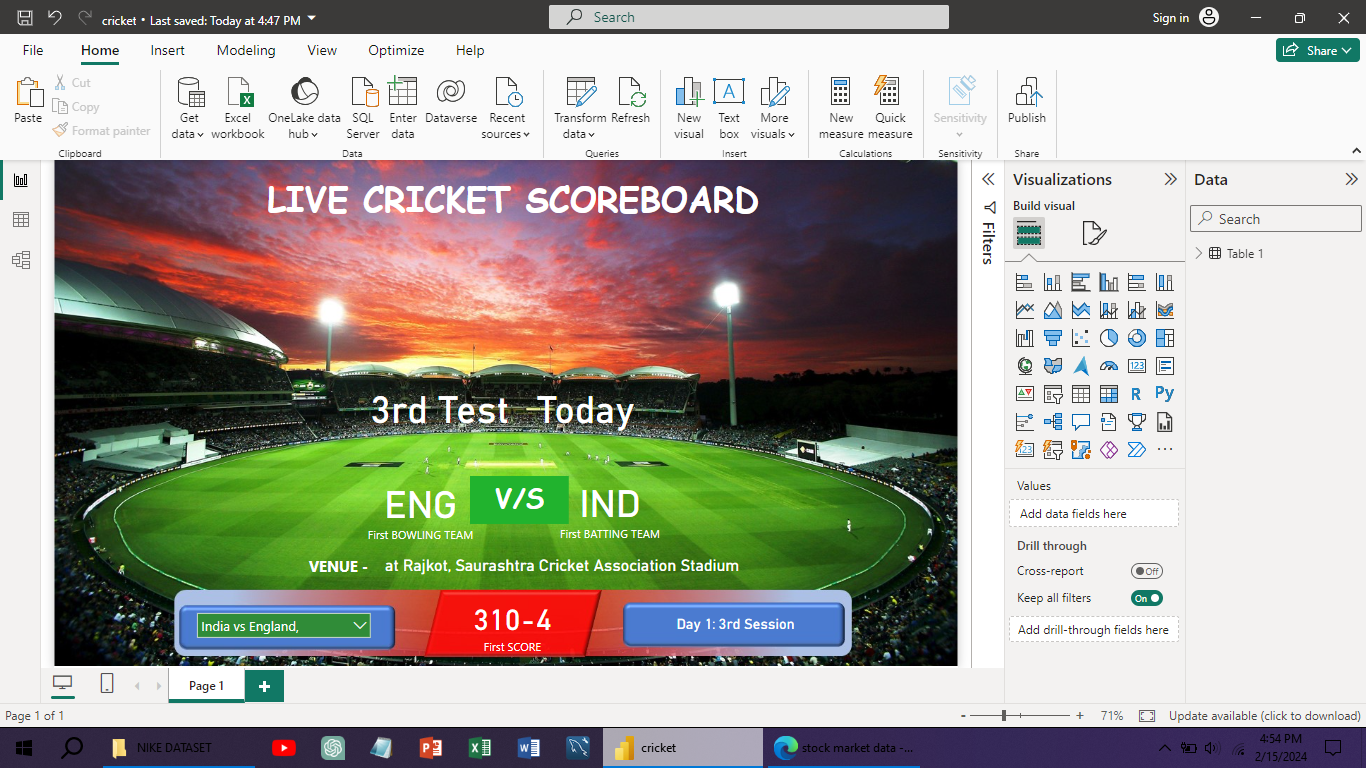 cricket • Last saved: Today at 4:47 PM
Search
Sign in
File Home Insert Modeling View Optimize Help
Share
Paste
Cut
Copy
Format painter
Clipboard
Get data
Excel workbook
OneLake data hub
SQL Server
Enter data
Dataverse
Recent sources
Data
Transform data
Refresh
Queries
New visual
Text box
More visuals
Insert
New measure
Quick measure
Calculations
Sensitivity
Sensitivity
Publish
Share
LIVE CRICKET SCOREBOARD
3rd Test Today
ENG V/S IND
First BOWLING TEAM First BATTING TEAM
VENUE - at Rajkot, Saurashtra Cricket Association Stadium
India vs England,
310-4
First SCORE
Day 1: 3rd Session
Filters
Visualizations
Build visual
123
R
Py
123
Values
Add data fields here
Drill through
Cross-report Off
Keep all filters On
Add drill-through fields here
Data
Search
Table 1
Page 1
Page 1 of 1
- + 71% Update available (click to download)
NIKE DATASET
cricket
stock market data -...
4:54 PM
2/15/2024